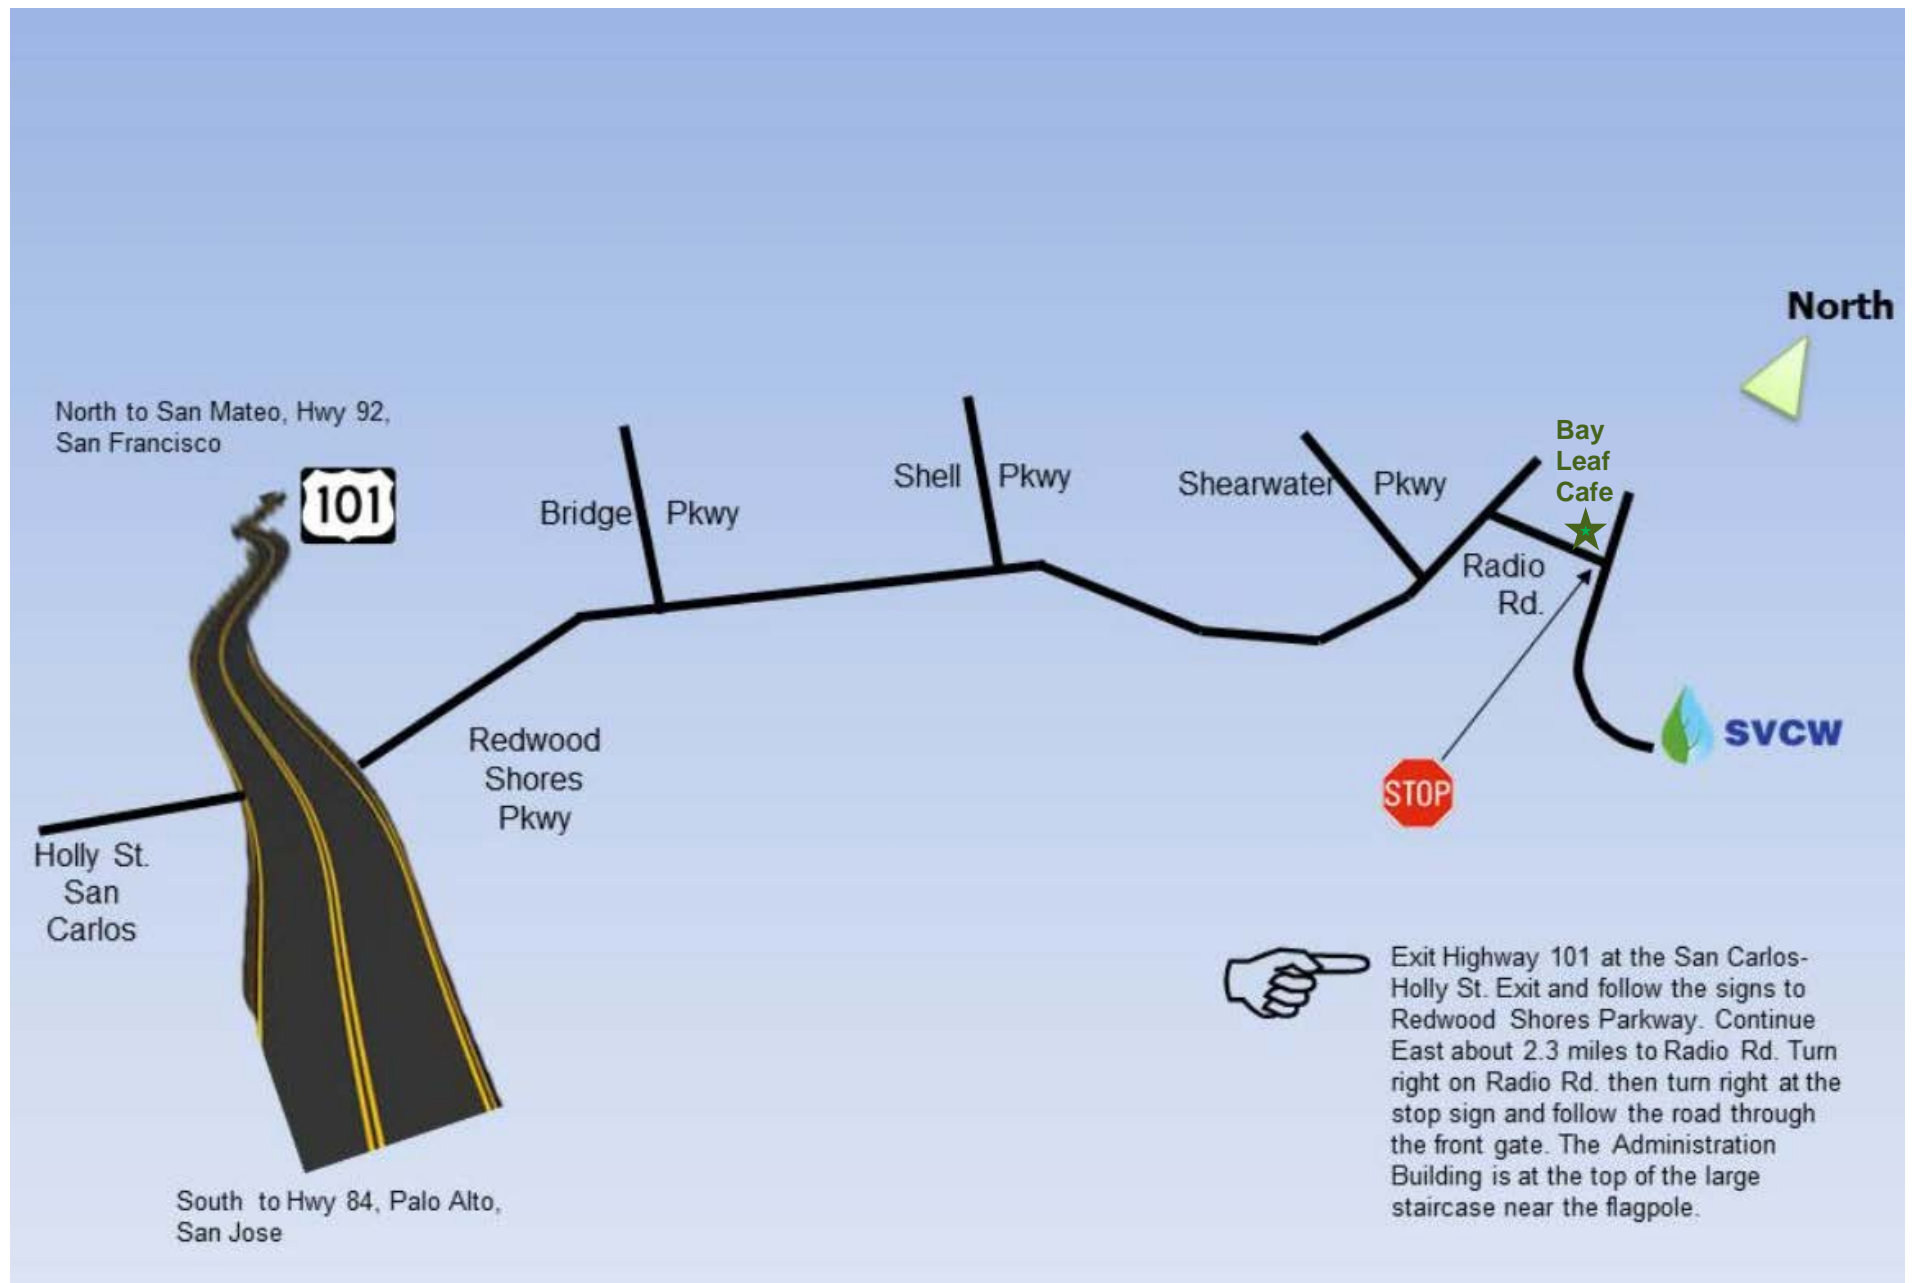 North
North to San Mateo, Hwy 92,
San Francisco
101
Bridge Pkwy
Shell Pkwy
Shearwater Pkwy
Bay
Leaf
Cafe
Radio
Rd.
Redwood
Shores
Pkwy
SVCW
STOP
Holly St.
San
Carlos
Exit Highway 101 at the San Carlos-
Holly St. Exit and follow the signs to
Redwood Shores Parkway. Continue
East about 2.3 miles to Radio Rd. Turn
right on Radio Rd. then turn right at the
stop sign and follow the road through
the front gate. The Administration
Building is at the top of the large
staircase near the flagpole.
South to Hwy 84, Palo Alto,
San Jose